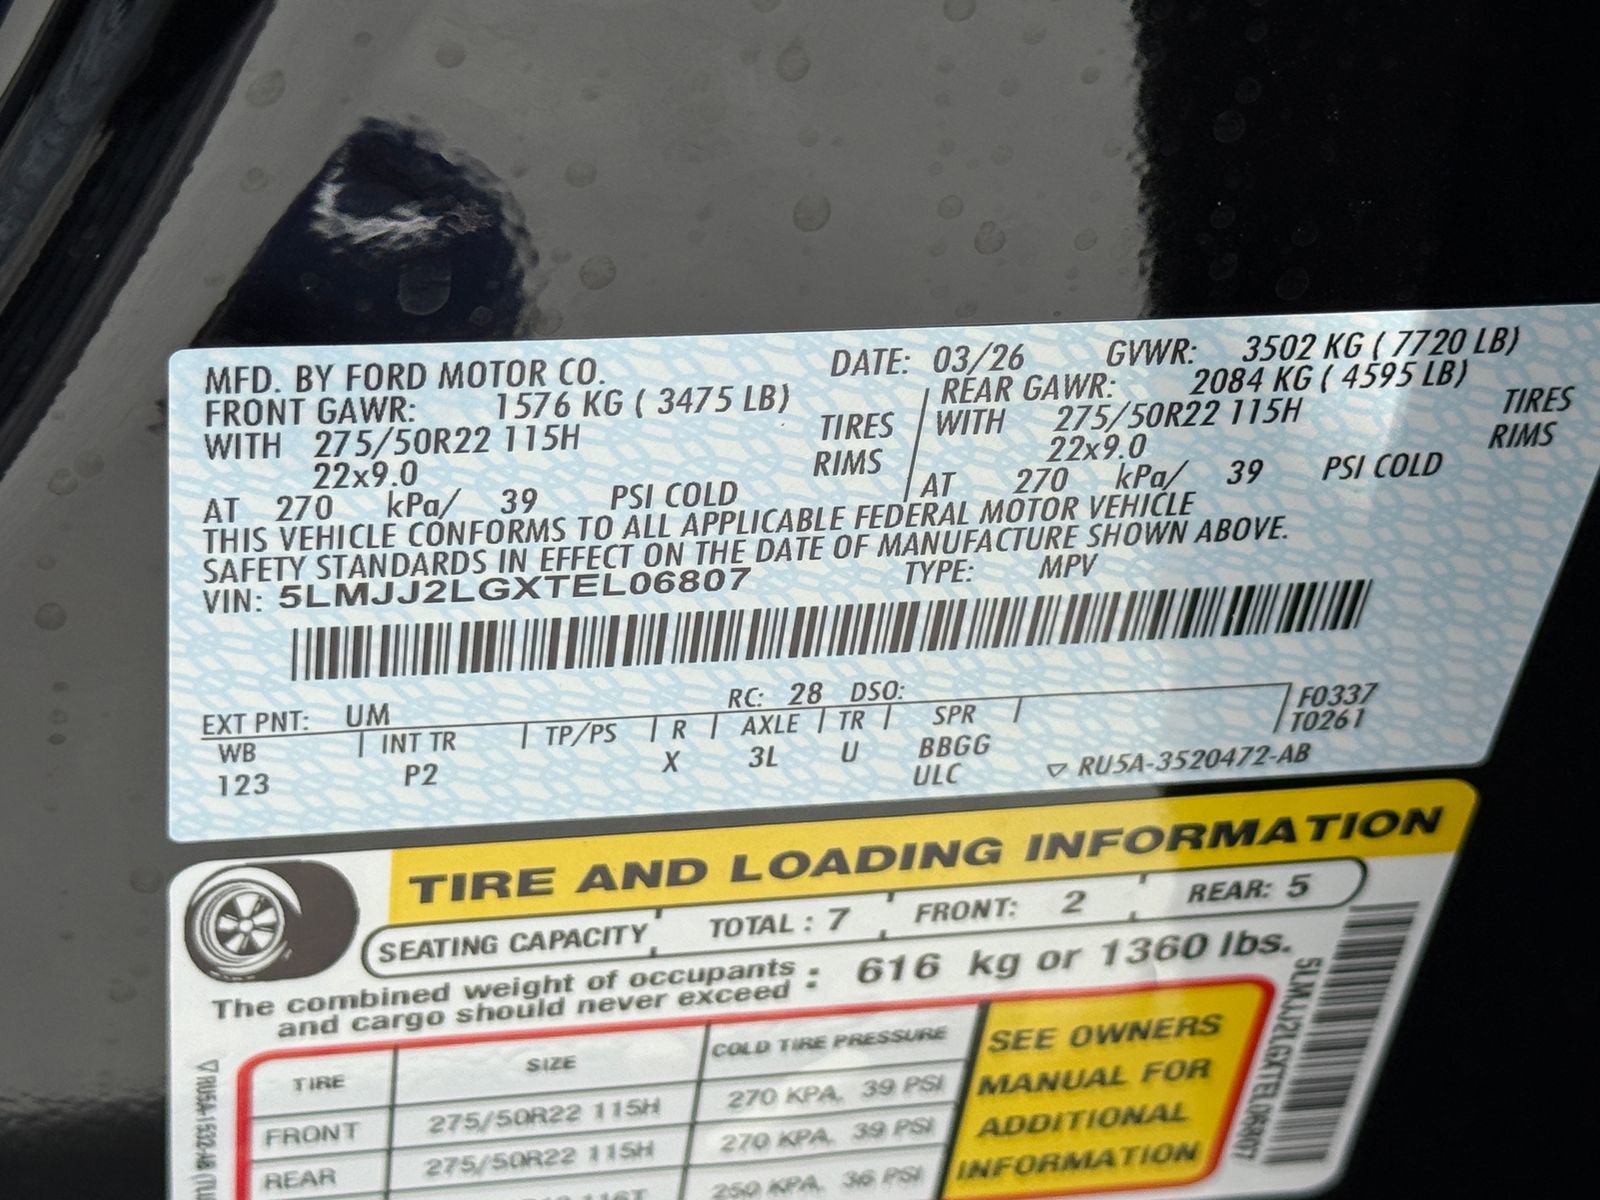 MFD. BY FORD MOTOR CO. DATE: 03/26 GVWR: 3502 KG ( 7720 LB)
FRONT GAWR: 1576 KG ( 3475 LB) REAR GAWR: 2084 KG ( 4595 LB)
WITH 275/50R22 115H TIRES WITH 275/50R22 115H TIRES
22x9.0 RIMS 22x9.0 RIMS
AT 270 kPa/ 39 PSI COLD AT 270 kPa/ 39 PSI COLD
THIS VEHICLE CONFORMS TO ALL APPLICABLE FEDERAL MOTOR VEHICLE
SAFETY STANDARDS IN EFFECT ON THE DATE OF MANUFACTURE SHOWN ABOVE.
VIN: 5LMJJ2LGXTEL06807 TYPE: MPV
EXT PNT: UM RC: 28 DSO: F0337
WB INT TR TP/PS R AXLE TR SPR T0261
123 P2 X 3L U BBGG
ULC ▽ RU5A-3520472-AB
TIRE AND LOADING INFORMATION
SEATING CAPACITY TOTAL : 7 FRONT: 2 REAR: 5
The combined weight of occupants
and cargo should never exceed : 616 kg or 1360 lbs.
TIRE SIZE COLD TIRE PRESSURE
FRONT 275/50R22 115H 270 KPA, 39 PSI
REAR 275/50R22 115H 270 KPA, 39 PSI
250 KPA, 36 PSI
SEE OWNERS
MANUAL FOR
ADDITIONAL
INFORMATION
5LMJJ2LGXTEL06807